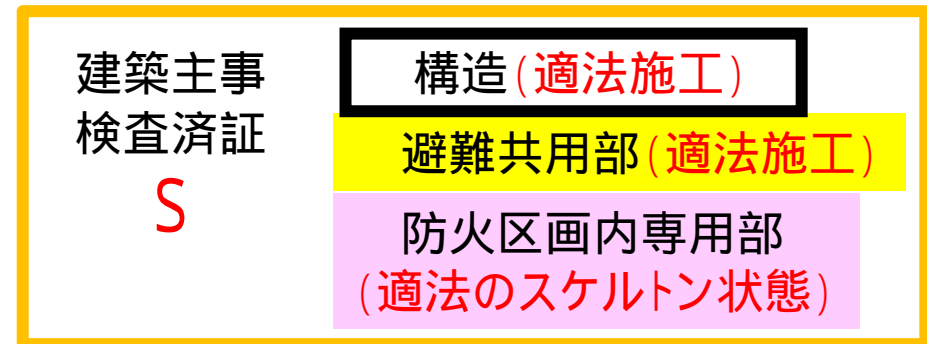 建築主事
検査済証
S
構造(適法施工)
避難共用部(適法施工)
防火区画内専用部
(適法のスケルトン状態)